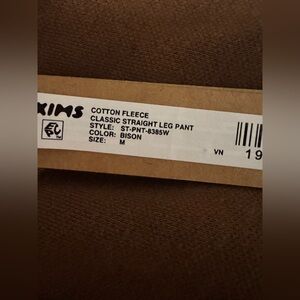 KIMS
COTTON FLEECE
CLASSIC STRAIGHT LEG PANT
STYLE: ST-PNT-8385W
COLOR: BISON
SIZE: M
VN 19